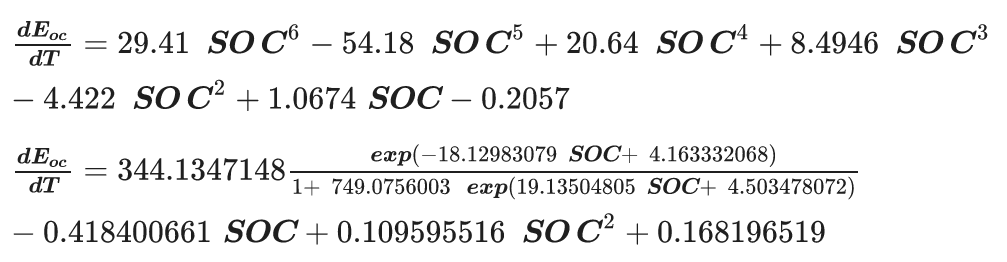 dE_oc/dT = 29.41 SOC^6 − 54.18 SOC^5 + 20.64 SOC^4 + 8.4946 SOC^3
− 4.422 SOC^2 + 1.0674 SOC − 0.2057
dE_oc/dT = 344.1347148 exp(−18.12983079 SOC+ 4.163332068)/1+ 749.0756003 exp(19.13504805 SOC+ 4.503478072)
− 0.418400661 SOC + 0.109595516 SOC^2 + 0.168196519